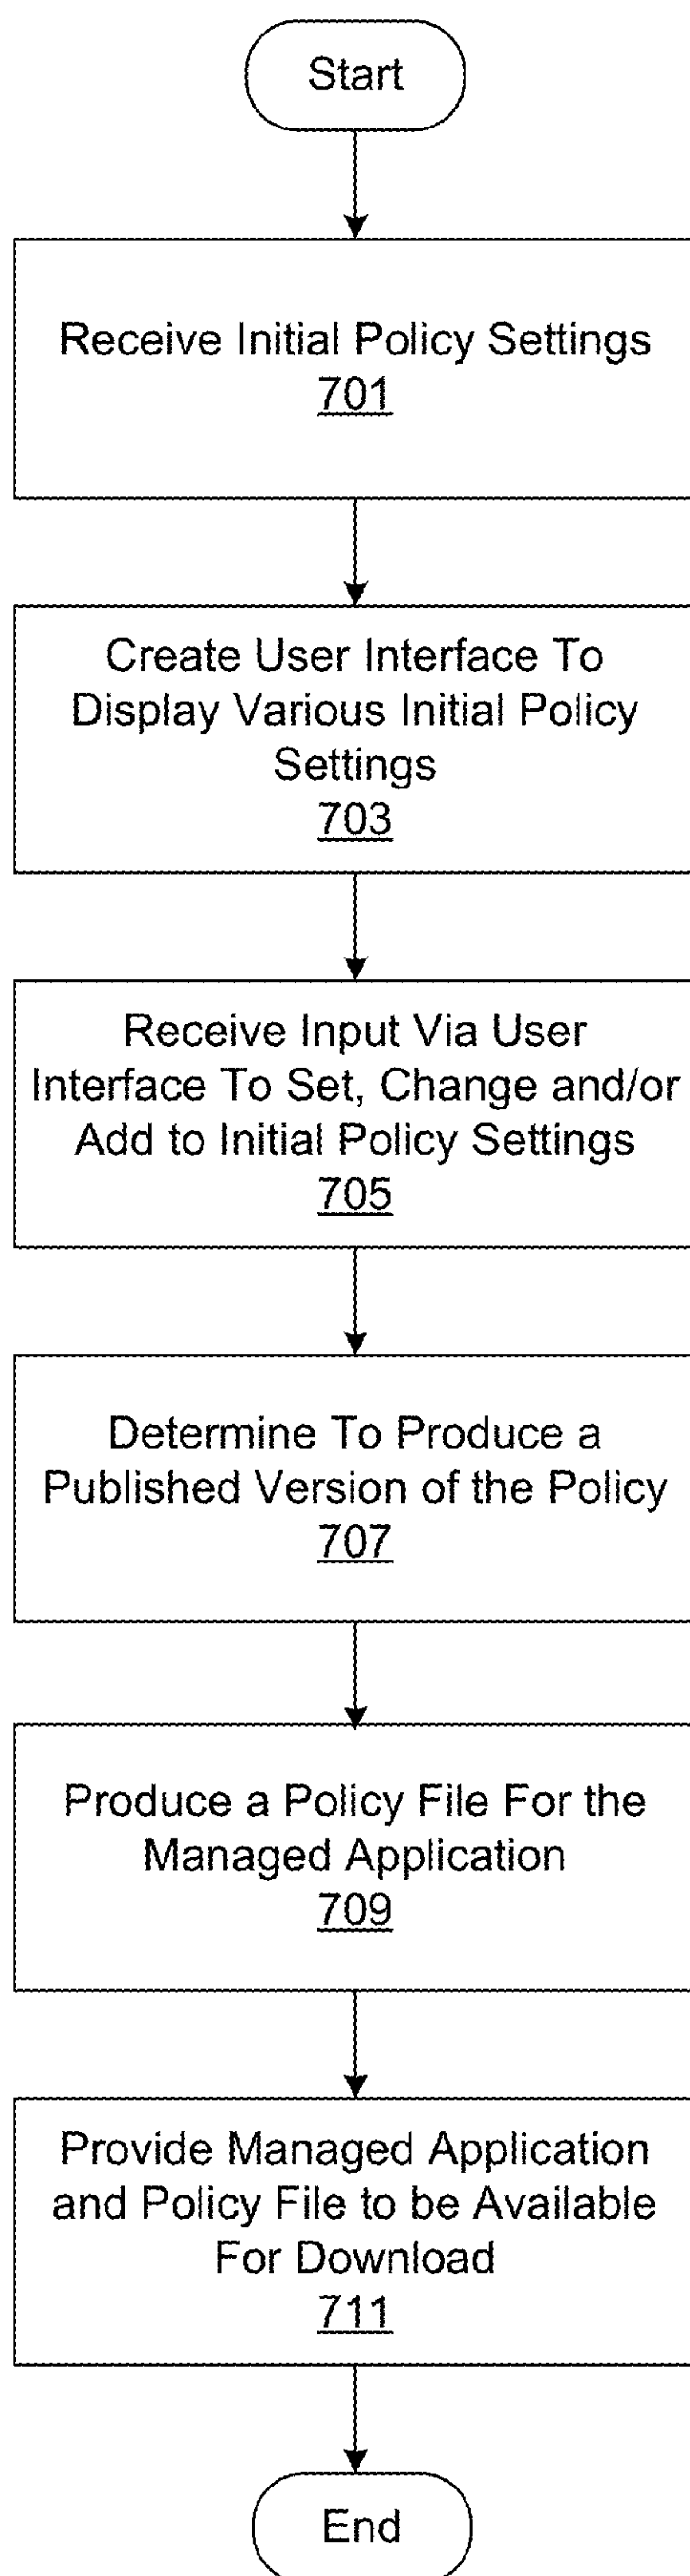 Start
Receive Initial Policy Settings
701
Create User Interface To
Display Various Initial Policy
Settings
703
Receive Input Via User
Interface To Set, Change and/or
Add to Initial Policy Settings
705
Determine To Produce a
Published Version of the Policy
707
Produce a Policy File For the
Managed Application
709
Provide Managed Application
and Policy File to be Available
For Download
711
End